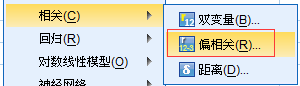 相关(C)
回归(R)
对数线性模型(O)
神经网络
双变量(B)...
偏相关(R)...
距离(D)...